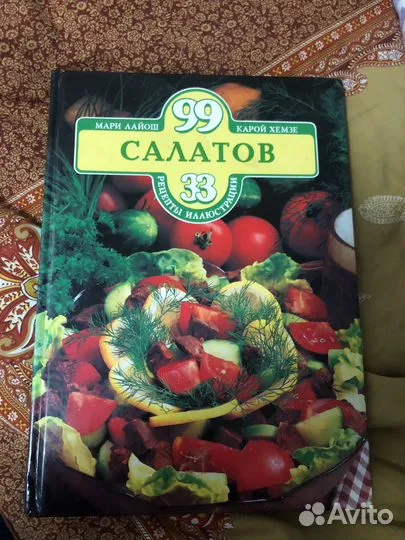 МАРИ ЛАЙОШ
99
КАРОЙ ХЕМЗЕ
САЛАТОВ
33
РЕЦЕПТЫ ИЛЛЮСТРАЦИИ
Avito